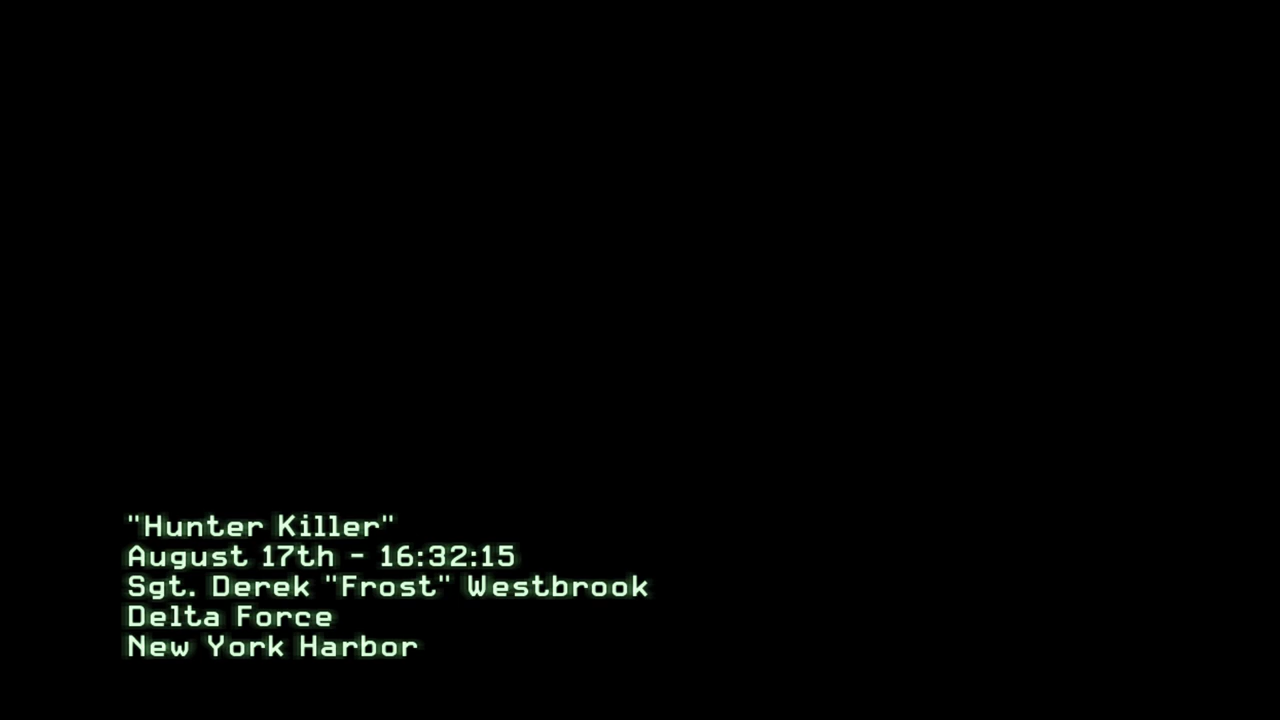 "Hunter Killer"
August 17th - 16:32:15
Sgt. Derek "Frost" Westbrook
Delta Force
New York Harbor